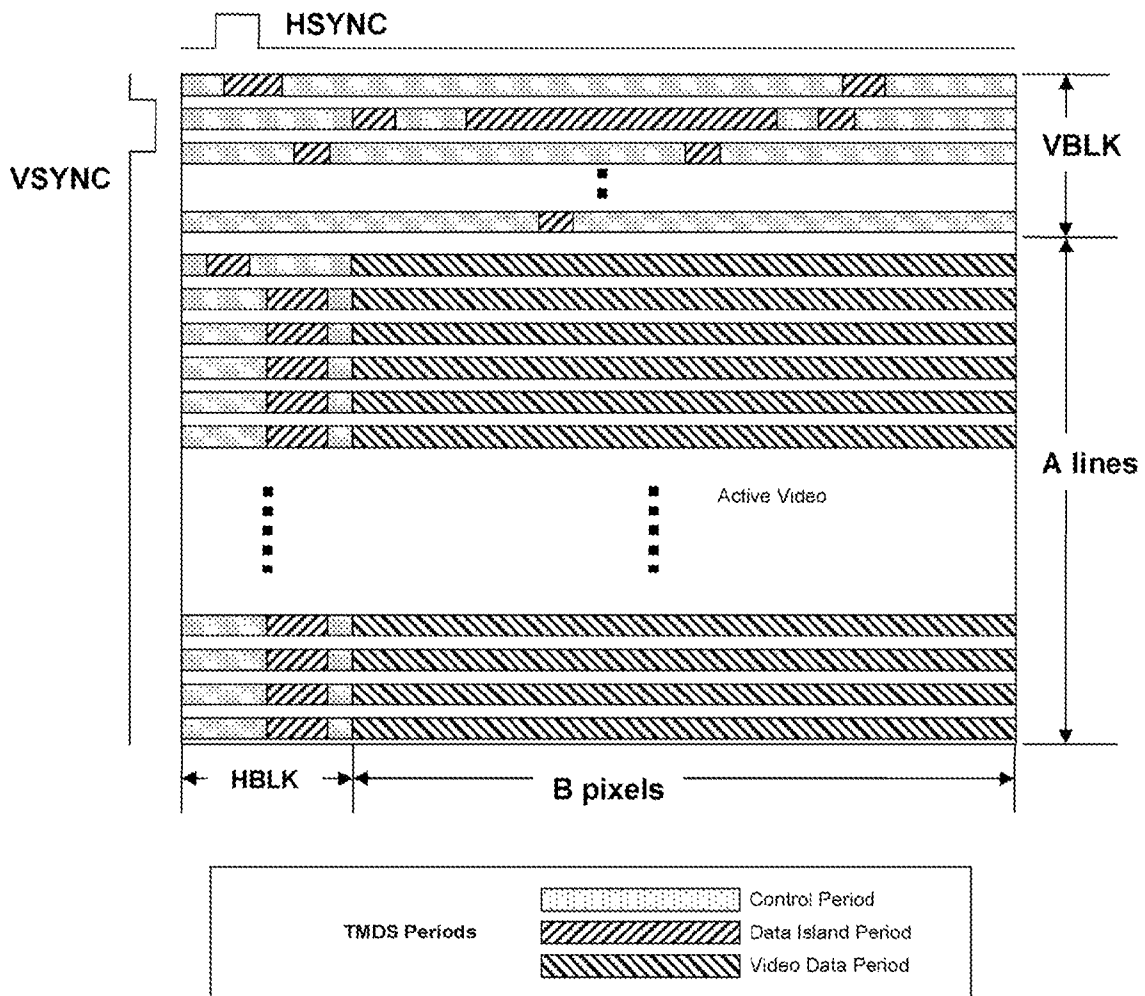 HSYNC
VSYNC
VBLK
A lines
Active Video
HBLK
B pixels
TMDS Periods
Control Period
Data Island Period
Video Data Period